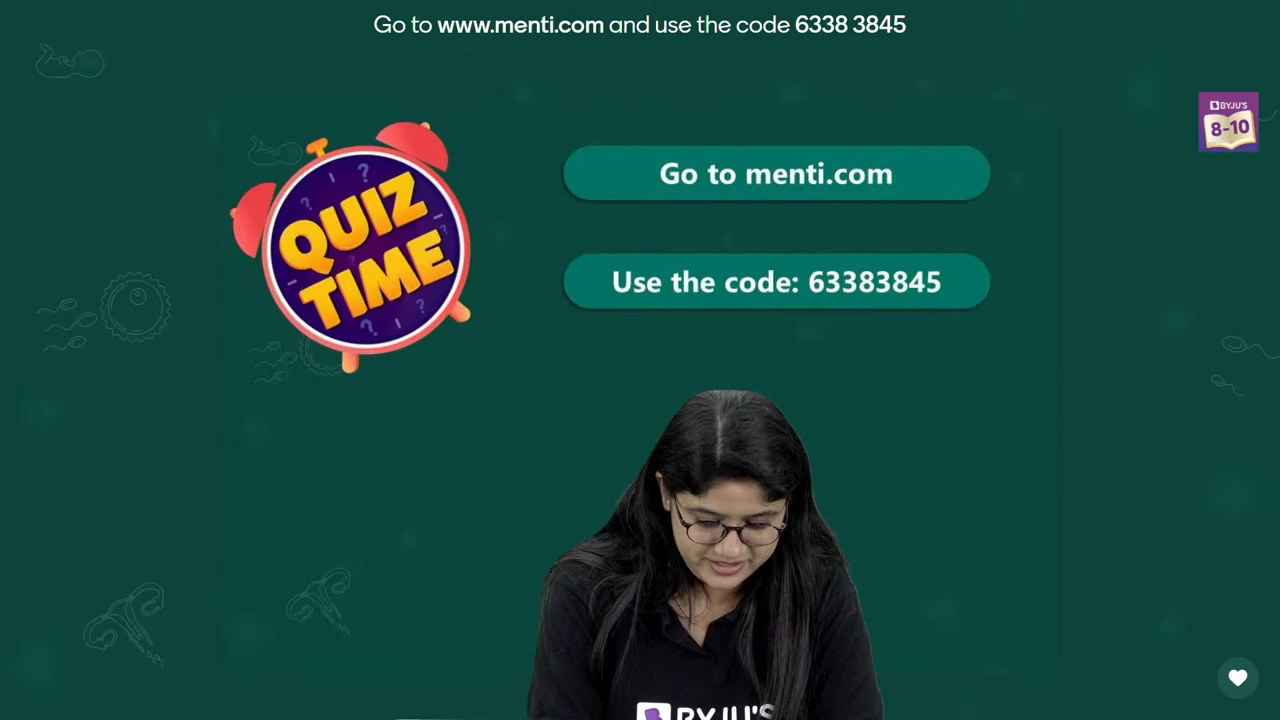 Go to www.menti.com and use the code 6338 3845
BYJU'S
8-10
QUIZ
TIME
Go to menti.com
Use the code: 63383845
BYJU'S